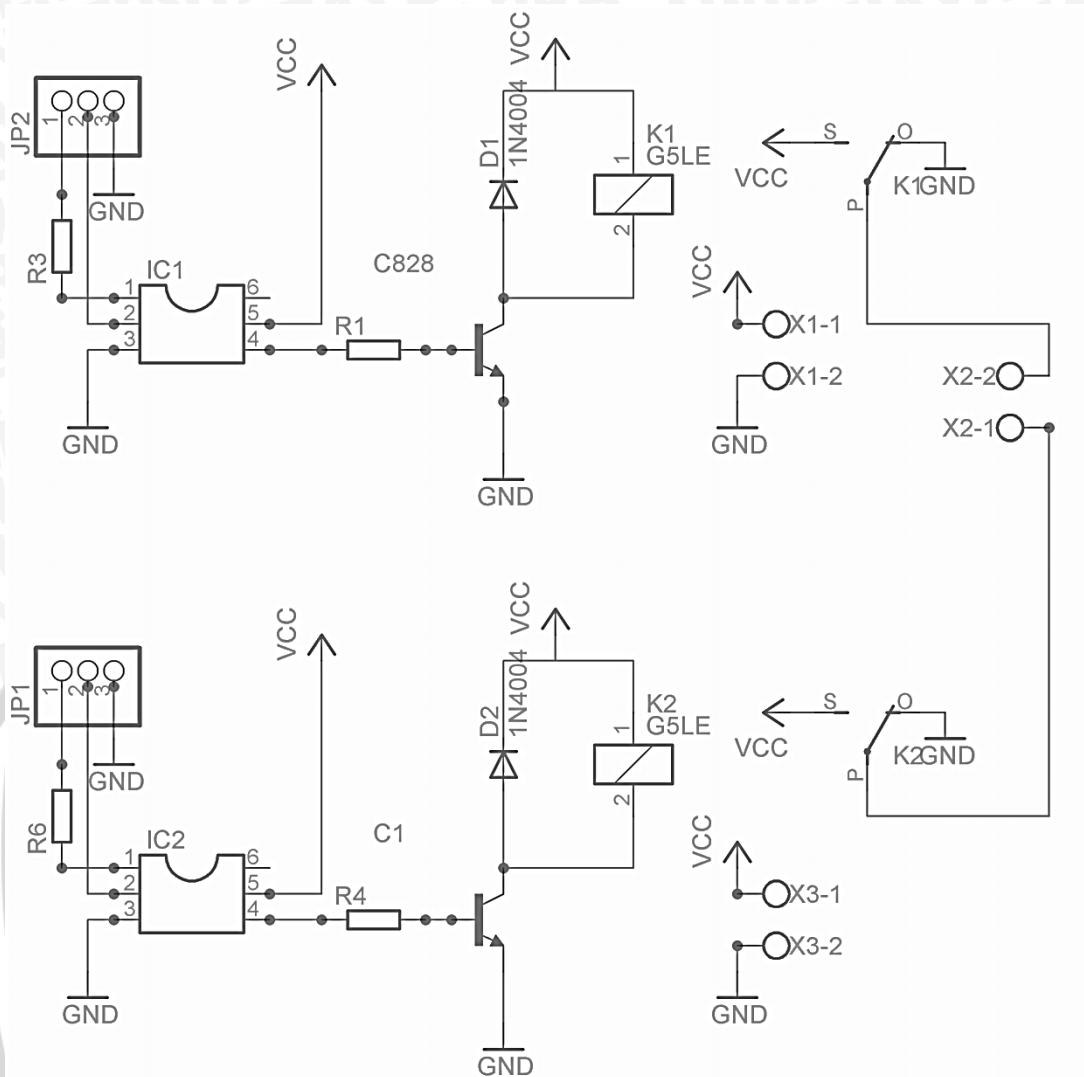 VCC
VCC
JP2
1 2 3
GND
D1
1N4004
K1
G5LE
1
2
VCC
S
O
K1
GND
P
R3
IC1
1
2
3
6
5
4
C828
R1
GND
GND
VCC
X1-1
X1-2
GND
X2-2
X2-1
VCC
VCC
JP1
1 2 3
GND
D2
1N4004
K2
G5LE
1
2
VCC
S
O
K2
GND
P
R6
IC2
1
2
3
6
5
4
C1
R4
GND
GND
VCC
X3-1
X3-2
GND